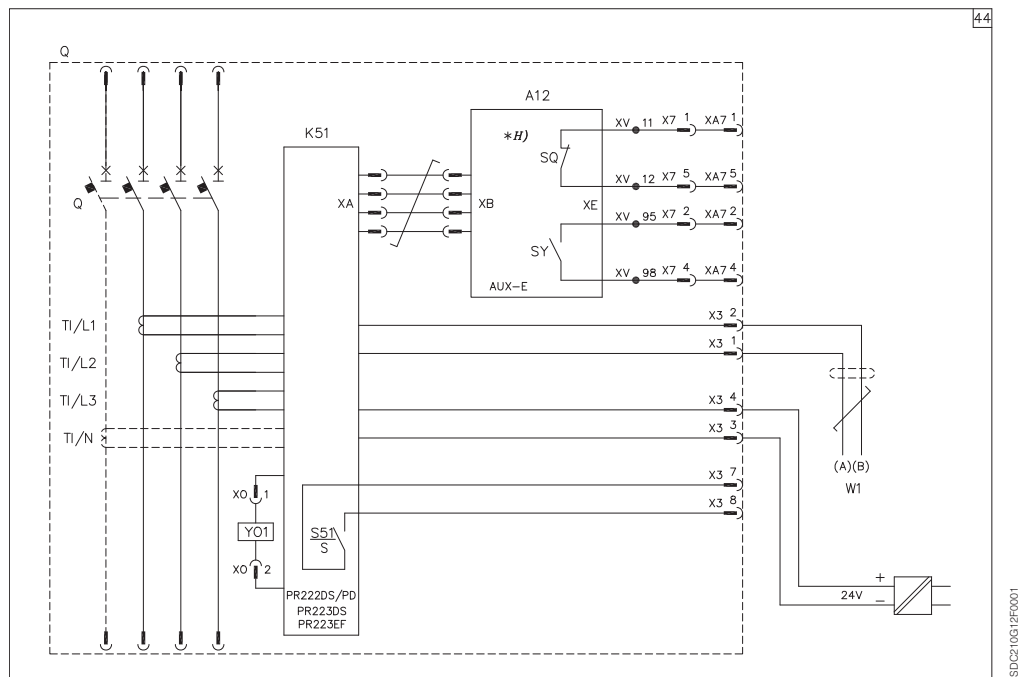 44
Q
A12
*H)
K51
XV 11 X7 1 XA7 1
SQ
XA
XB
XV 12 X7 5 XA7 5
XE
Q
XV 95 X7 2 XA7 2
SY
XV 98 X7 4 XA7 4
AUX-E
X3 2
TI/L1
X3 1
TI/L2
TI/L3
X3 4
X3 3
TI/N
(A)(B)
W1
X3 7
X0 1
X3 8
Y01
S51
S
X0 2
+
24V
–
PR222DS/PD
PR223DS
PR223EF
SDC210G12F0001